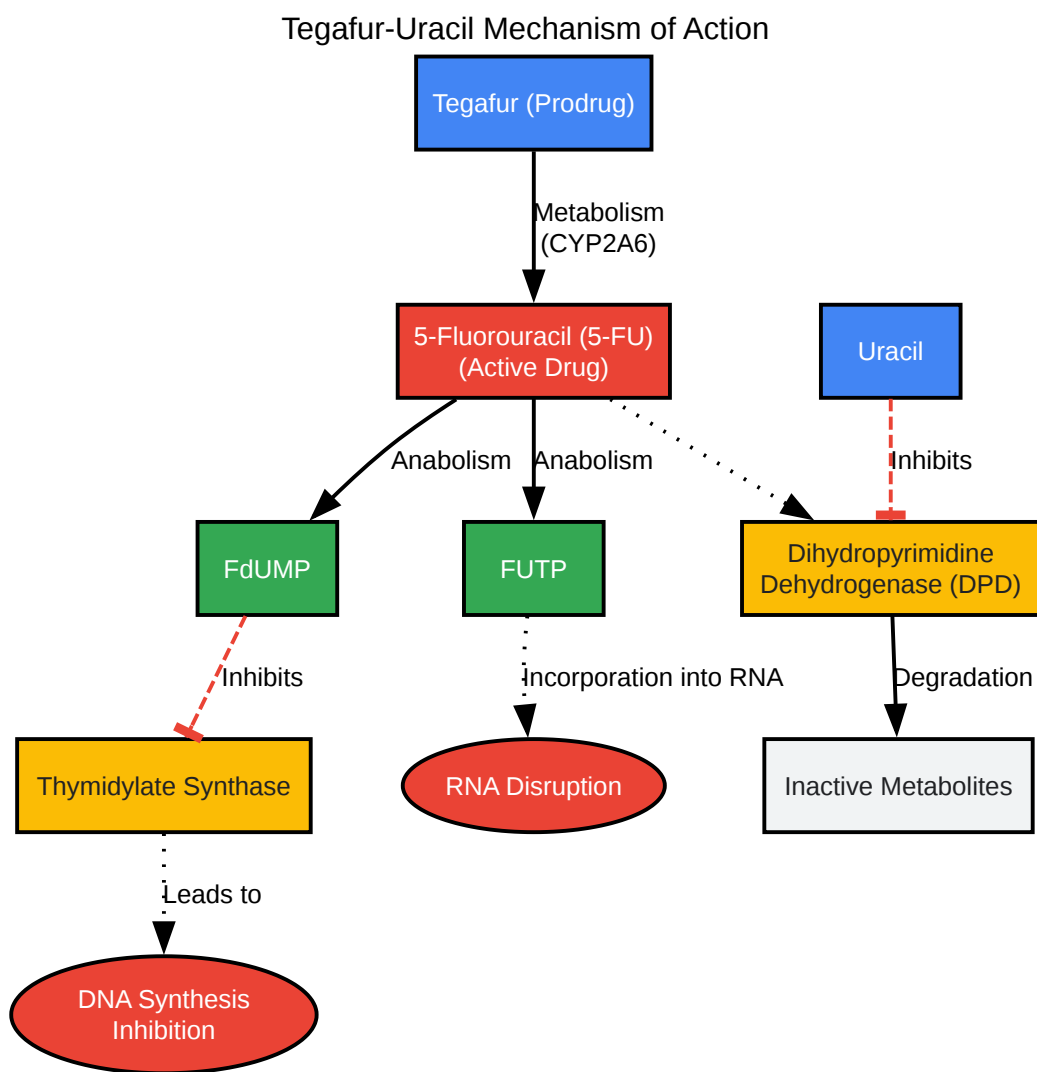 Tegafur-Uracil Mechanism of Action
Tegafur (Prodrug)
Metabolism
(CYP2A6)
5-Fluorouracil (5-FU)
(Active Drug)
Uracil
Anabolism
Anabolism
Inhibits
FdUMP
FUTP
Dihydropyrimidine
Dehydrogenase (DPD)
Inhibits
Incorporation into RNA
Degradation
Thymidylate Synthase
RNA Disruption
Inactive Metabolites
Leads to
DNA Synthesis
Inhibition